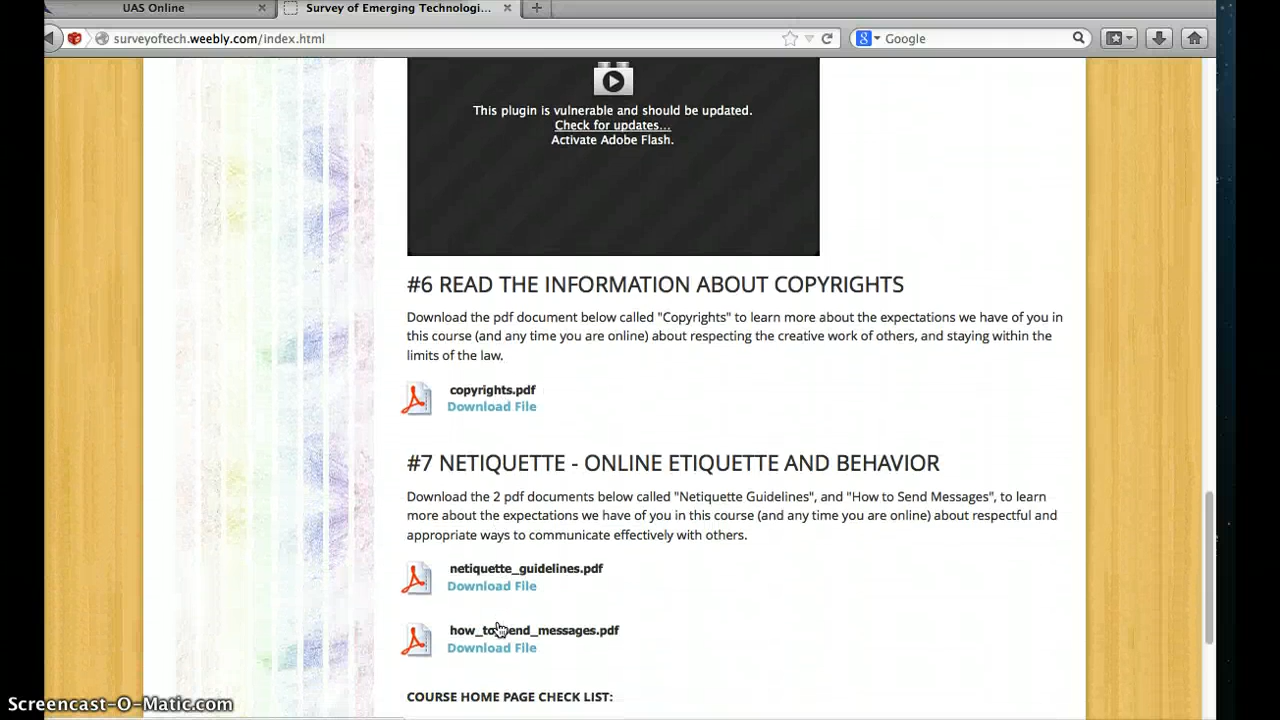 UAS Online
Survey of Emerging Technologi...
surveyoftech.weebly.com/index.html
Google
This plugin is vulnerable and should be updated.
Check for updates...
Activate Adobe Flash.
#6 READ THE INFORMATION ABOUT COPYRIGHTS
Download the pdf document below called "Copyrights" to learn more about the expectations we have of you in
this course (and any time you are online) about respecting the creative work of others, and staying within the
limits of the law.
copyrights.pdf
Download File
#7 NETIQUETTE - ONLINE ETIQUETTE AND BEHAVIOR
Download the 2 pdf documents below called "Netiquette Guidelines", and "How to Send Messages", to learn
more about the expectations we have of you in this course (and any time you are online) about respectful and
appropriate ways to communicate effectively with others.
netiquette_guidelines.pdf
Download File
how_to_send_messages.pdf
Download File
COURSE HOME PAGE CHECK LIST:
Screencast-O-Matic.com